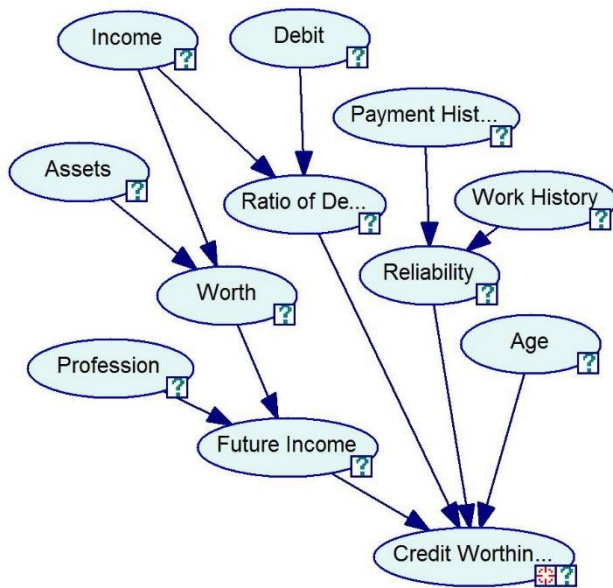 Income
Debit
Payment Hist...
Assets
Ratio of De...
Work History
Reliability
Worth
Age
Profession
Future Income
Credit Worthin...